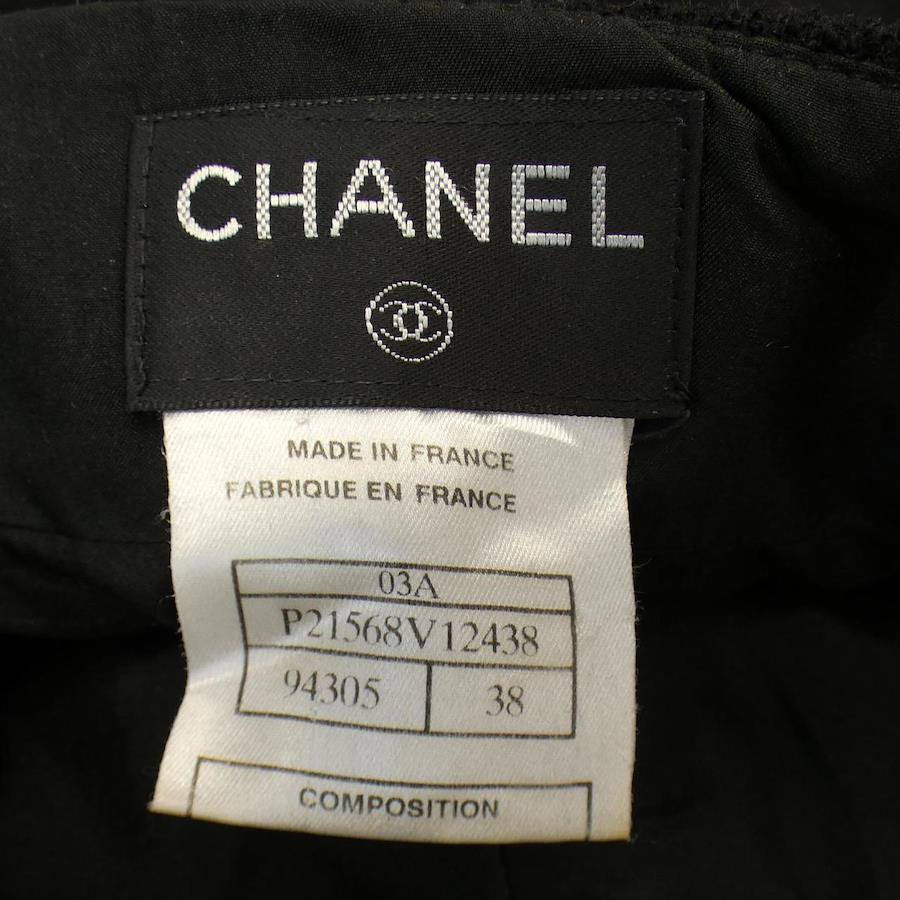 CHANEL
MADE IN FRANCE
FABRIQUE EN FRANCE
03A
P21568V12438
94305 38
COMPOSITION